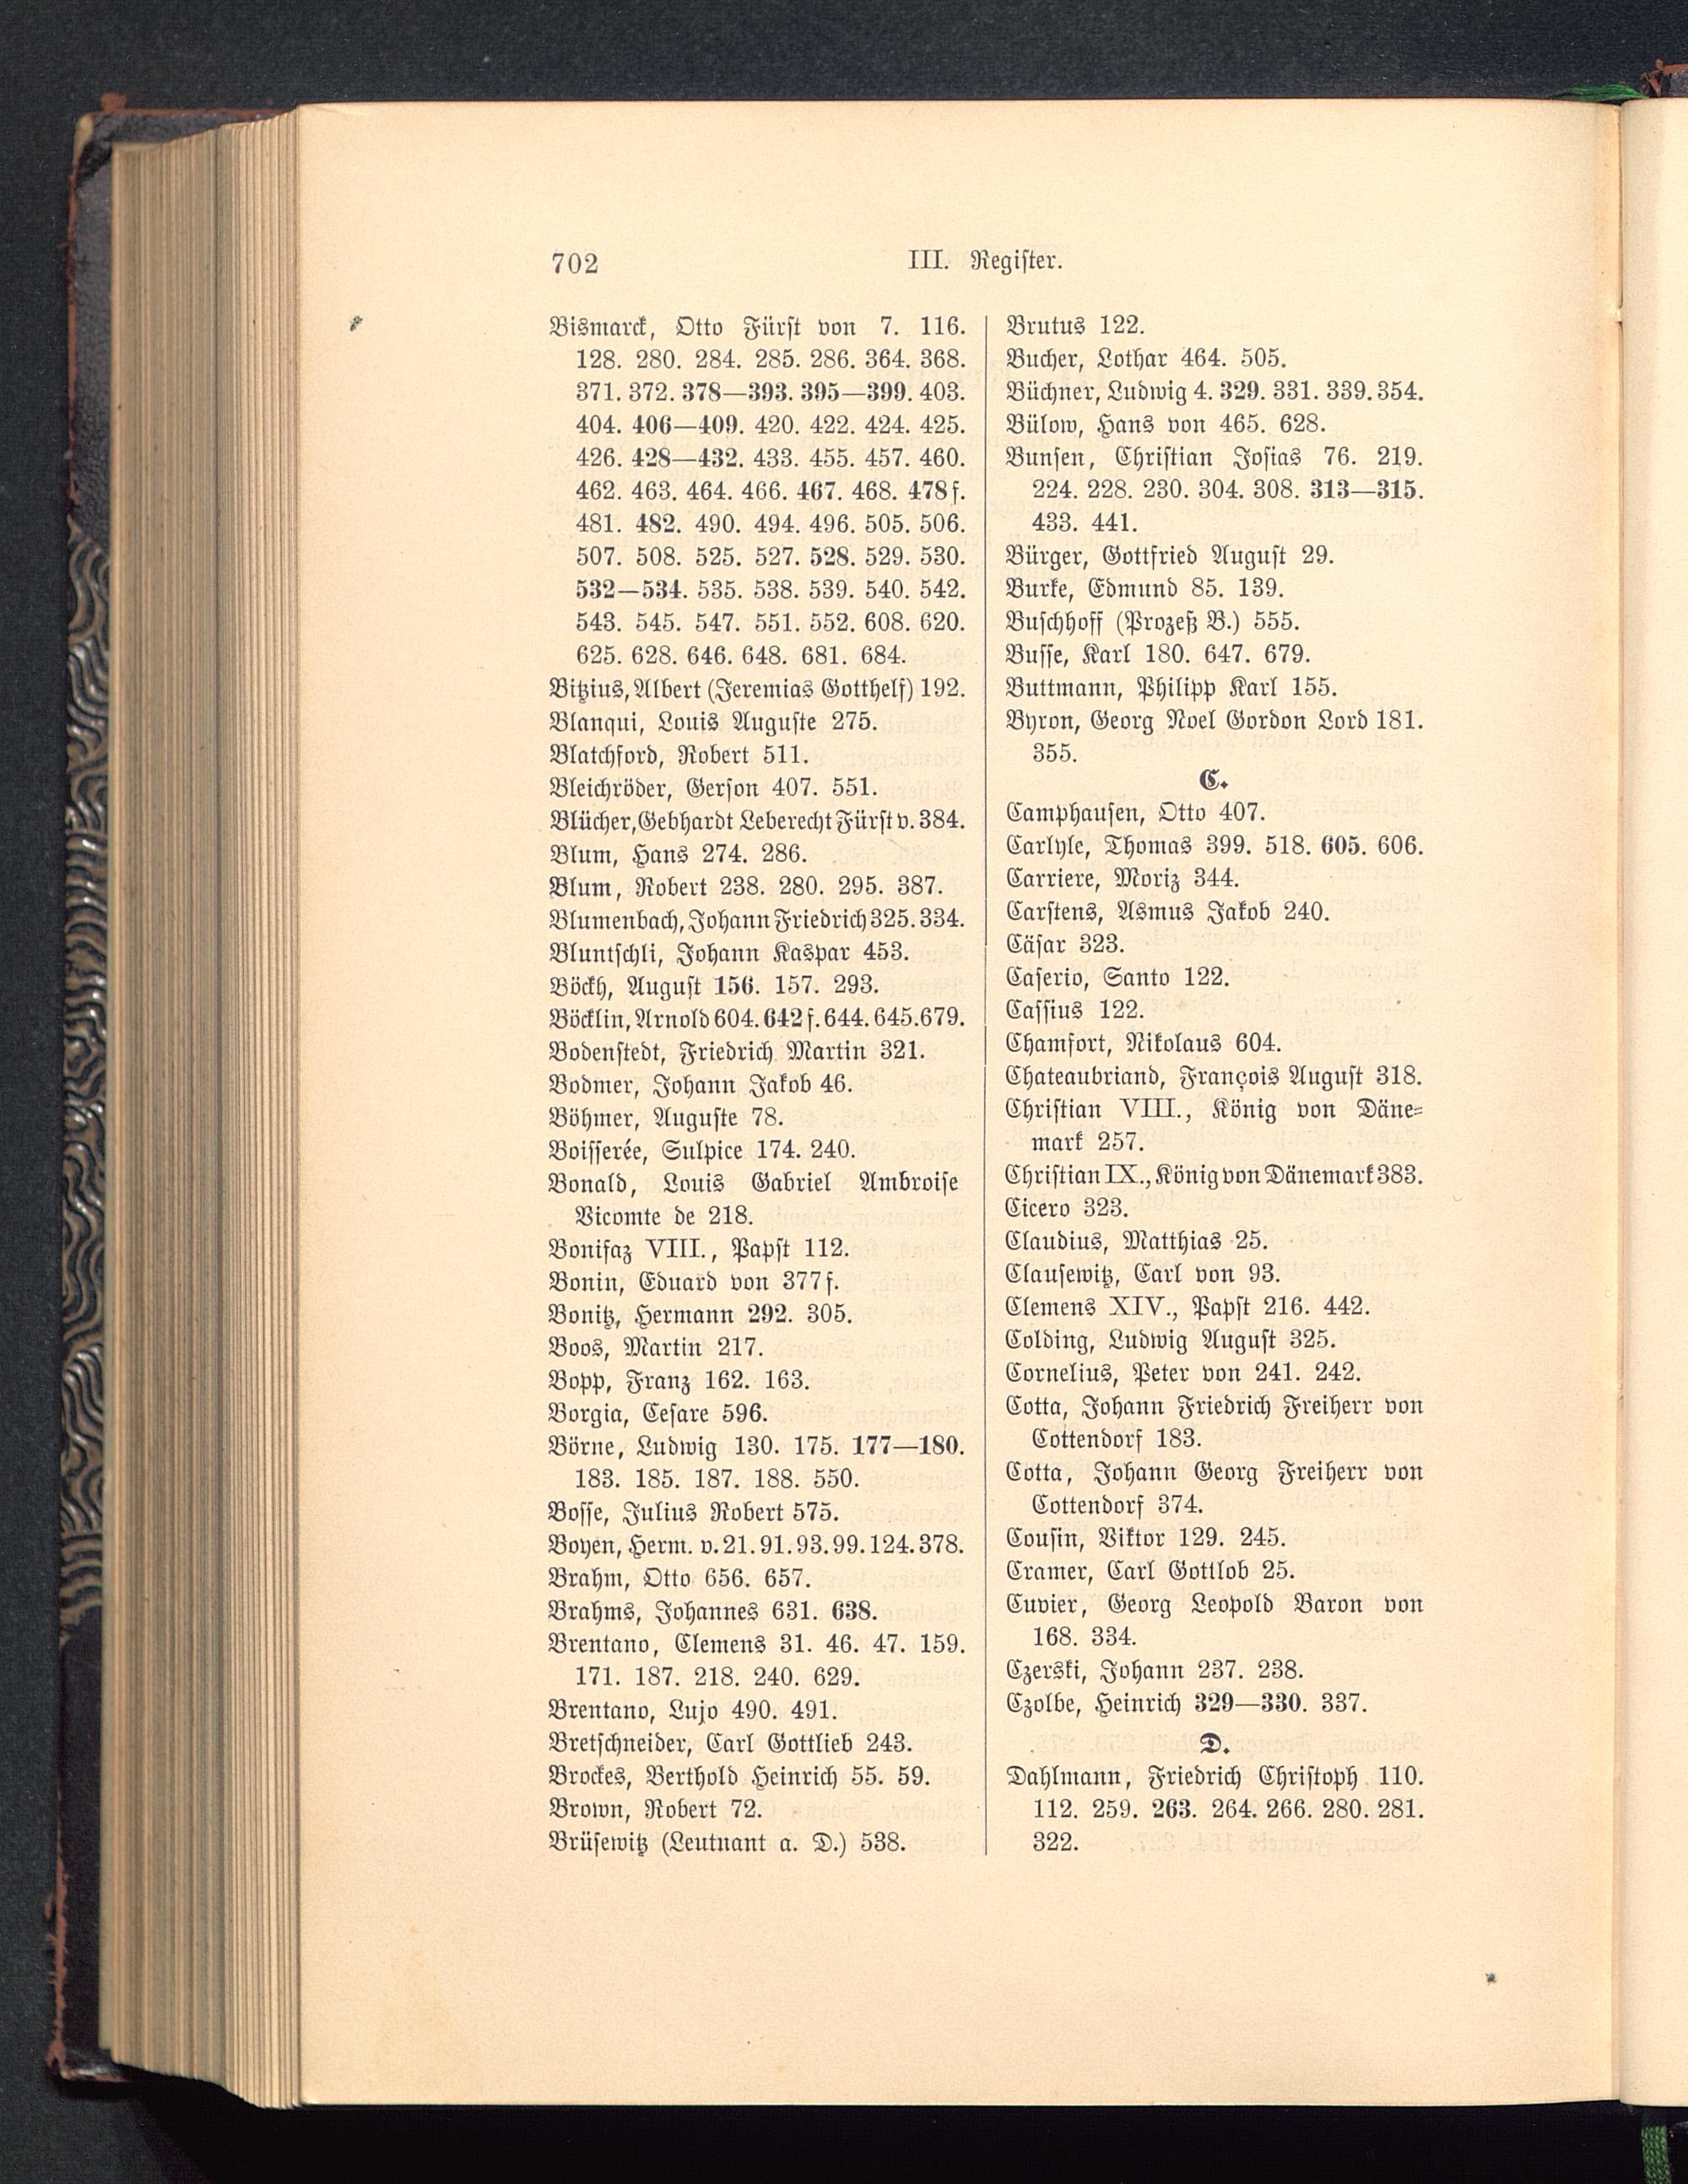 702
III. Register.
Bismarck, Otto Fürst von 7. 116.
128. 280. 284. 285. 286. 364. 368.
371. 372. 378—393. 395—399. 403.
404. 406—409. 420. 422. 424. 425.
426. 428—432. 433. 455. 457. 460.
462. 463. 464. 466. 467. 468. 478 f.
481. 482. 490. 494. 496. 505. 506.
507. 508. 525. 527. 528. 529. 530.
532—534. 535. 538. 539. 540. 542.
543. 545. 547. 551. 552. 608. 620.
625. 628. 646. 648. 681. 684.
Bitzius, Albert (Jeremias Gotthelf) 192.
Blanqui, Louis Auguste 275.
Blatchford, Robert 511.
Bleichröder, Gerson 407. 551.
Blücher, Gebhardt Leberecht Fürst v. 384.
Blum, Hans 274. 286.
Blum, Robert 238. 280. 295. 387.
Blumenbach, Johann Friedrich 325. 334.
Bluntschli, Johann Kaspar 453.
Böckh, August 156. 157. 293.
Böcklin, Arnold 604. 642 f. 644. 645. 679.
Bodenstedt, Friedrich Martin 321.
Bodmer, Johann Jakob 46.
Böhmer, Auguste 78.
Boisserée, Sulpice 174. 240.
Bonald, Louis Gabriel Ambroise
Vicomte de 218.
Bonifaz VIII., Papst 112.
Bonin, Eduard von 377 f.
Bonitz, Hermann 292. 305.
Boos, Martin 217.
Bopp, Franz 162. 163.
Borgia, Cesare 596.
Börne, Ludwig 130. 175. 177—180.
183. 185. 187. 188. 550.
Bosse, Julius Robert 575.
Boyen, Herm. v. 21. 91. 93. 99. 124. 378.
Brahm, Otto 656. 657.
Brahms, Johannes 631. 638.
Brentano, Clemens 31. 46. 47. 159.
171. 187. 218. 240. 629.
Brentano, Lujo 490. 491.
Bretschneider, Carl Gottlieb 243.
Brockes, Berthold Heinrich 55. 59.
Brown, Robert 72.
Brüsewitz (Leutnant a. D.) 538.
Brutus 122.
Bucher, Lothar 464. 505.
Büchner, Ludwig 4. 329. 331. 339. 354.
Bülow, Hans von 465. 628.
Bunsen, Christian Josias 76. 219.
224. 228. 230. 304. 308. 313—315.
433. 441.
Bürger, Gottfried August 29.
Burke, Edmund 85. 139.
Buschhoff (Prozeß B.) 555.
Busse, Karl 180. 647. 679.
Buttmann, Philipp Karl 155.
Byron, Georg Noel Gordon Lord 181.
355.
C.
Camphausen, Otto 407.
Carlyle, Thomas 399. 518. 605. 606.
Carriere, Moriz 344.
Carstens, Asmus Jakob 240.
Cäsar 323.
Caserio, Santo 122.
Cassius 122.
Chamfort, Nikolaus 604.
Chateaubriand, François August 318.
Christian VIII., König von Däne-
mark 257.
Christian IX., König von Dänemark 383.
Cicero 323.
Claudius, Matthias 25.
Clausewitz, Carl von 93.
Clemens XIV., Papst 216. 442.
Colding, Ludwig August 325.
Cornelius, Peter von 241. 242.
Cotta, Johann Friedrich Freiherr von
Cottendorf 183.
Cotta, Johann Georg Freiherr von
Cottendorf 374.
Cousin, Viktor 129. 245.
Cramer, Carl Gottlob 25.
Cuvier, Georg Leopold Baron von
168. 334.
Czerski, Johann 237. 238.
Czolbe, Heinrich 329—330. 337.
D.
Dahlmann, Friedrich Christoph 110.
112. 259. 263. 264. 266. 280. 281.
322.